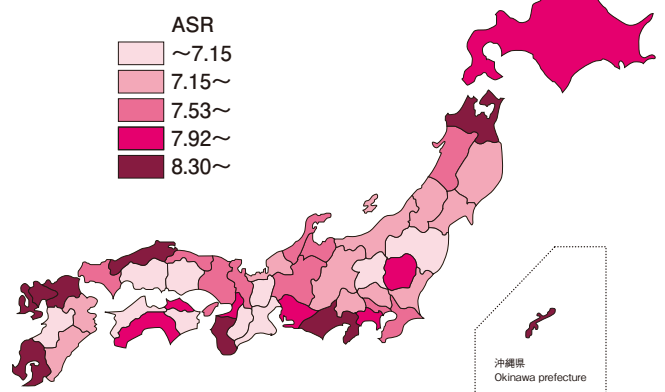 ASR
〜7.15
7.15〜
7.53〜
7.92〜
8.30〜
沖縄県
Okinawa prefecture